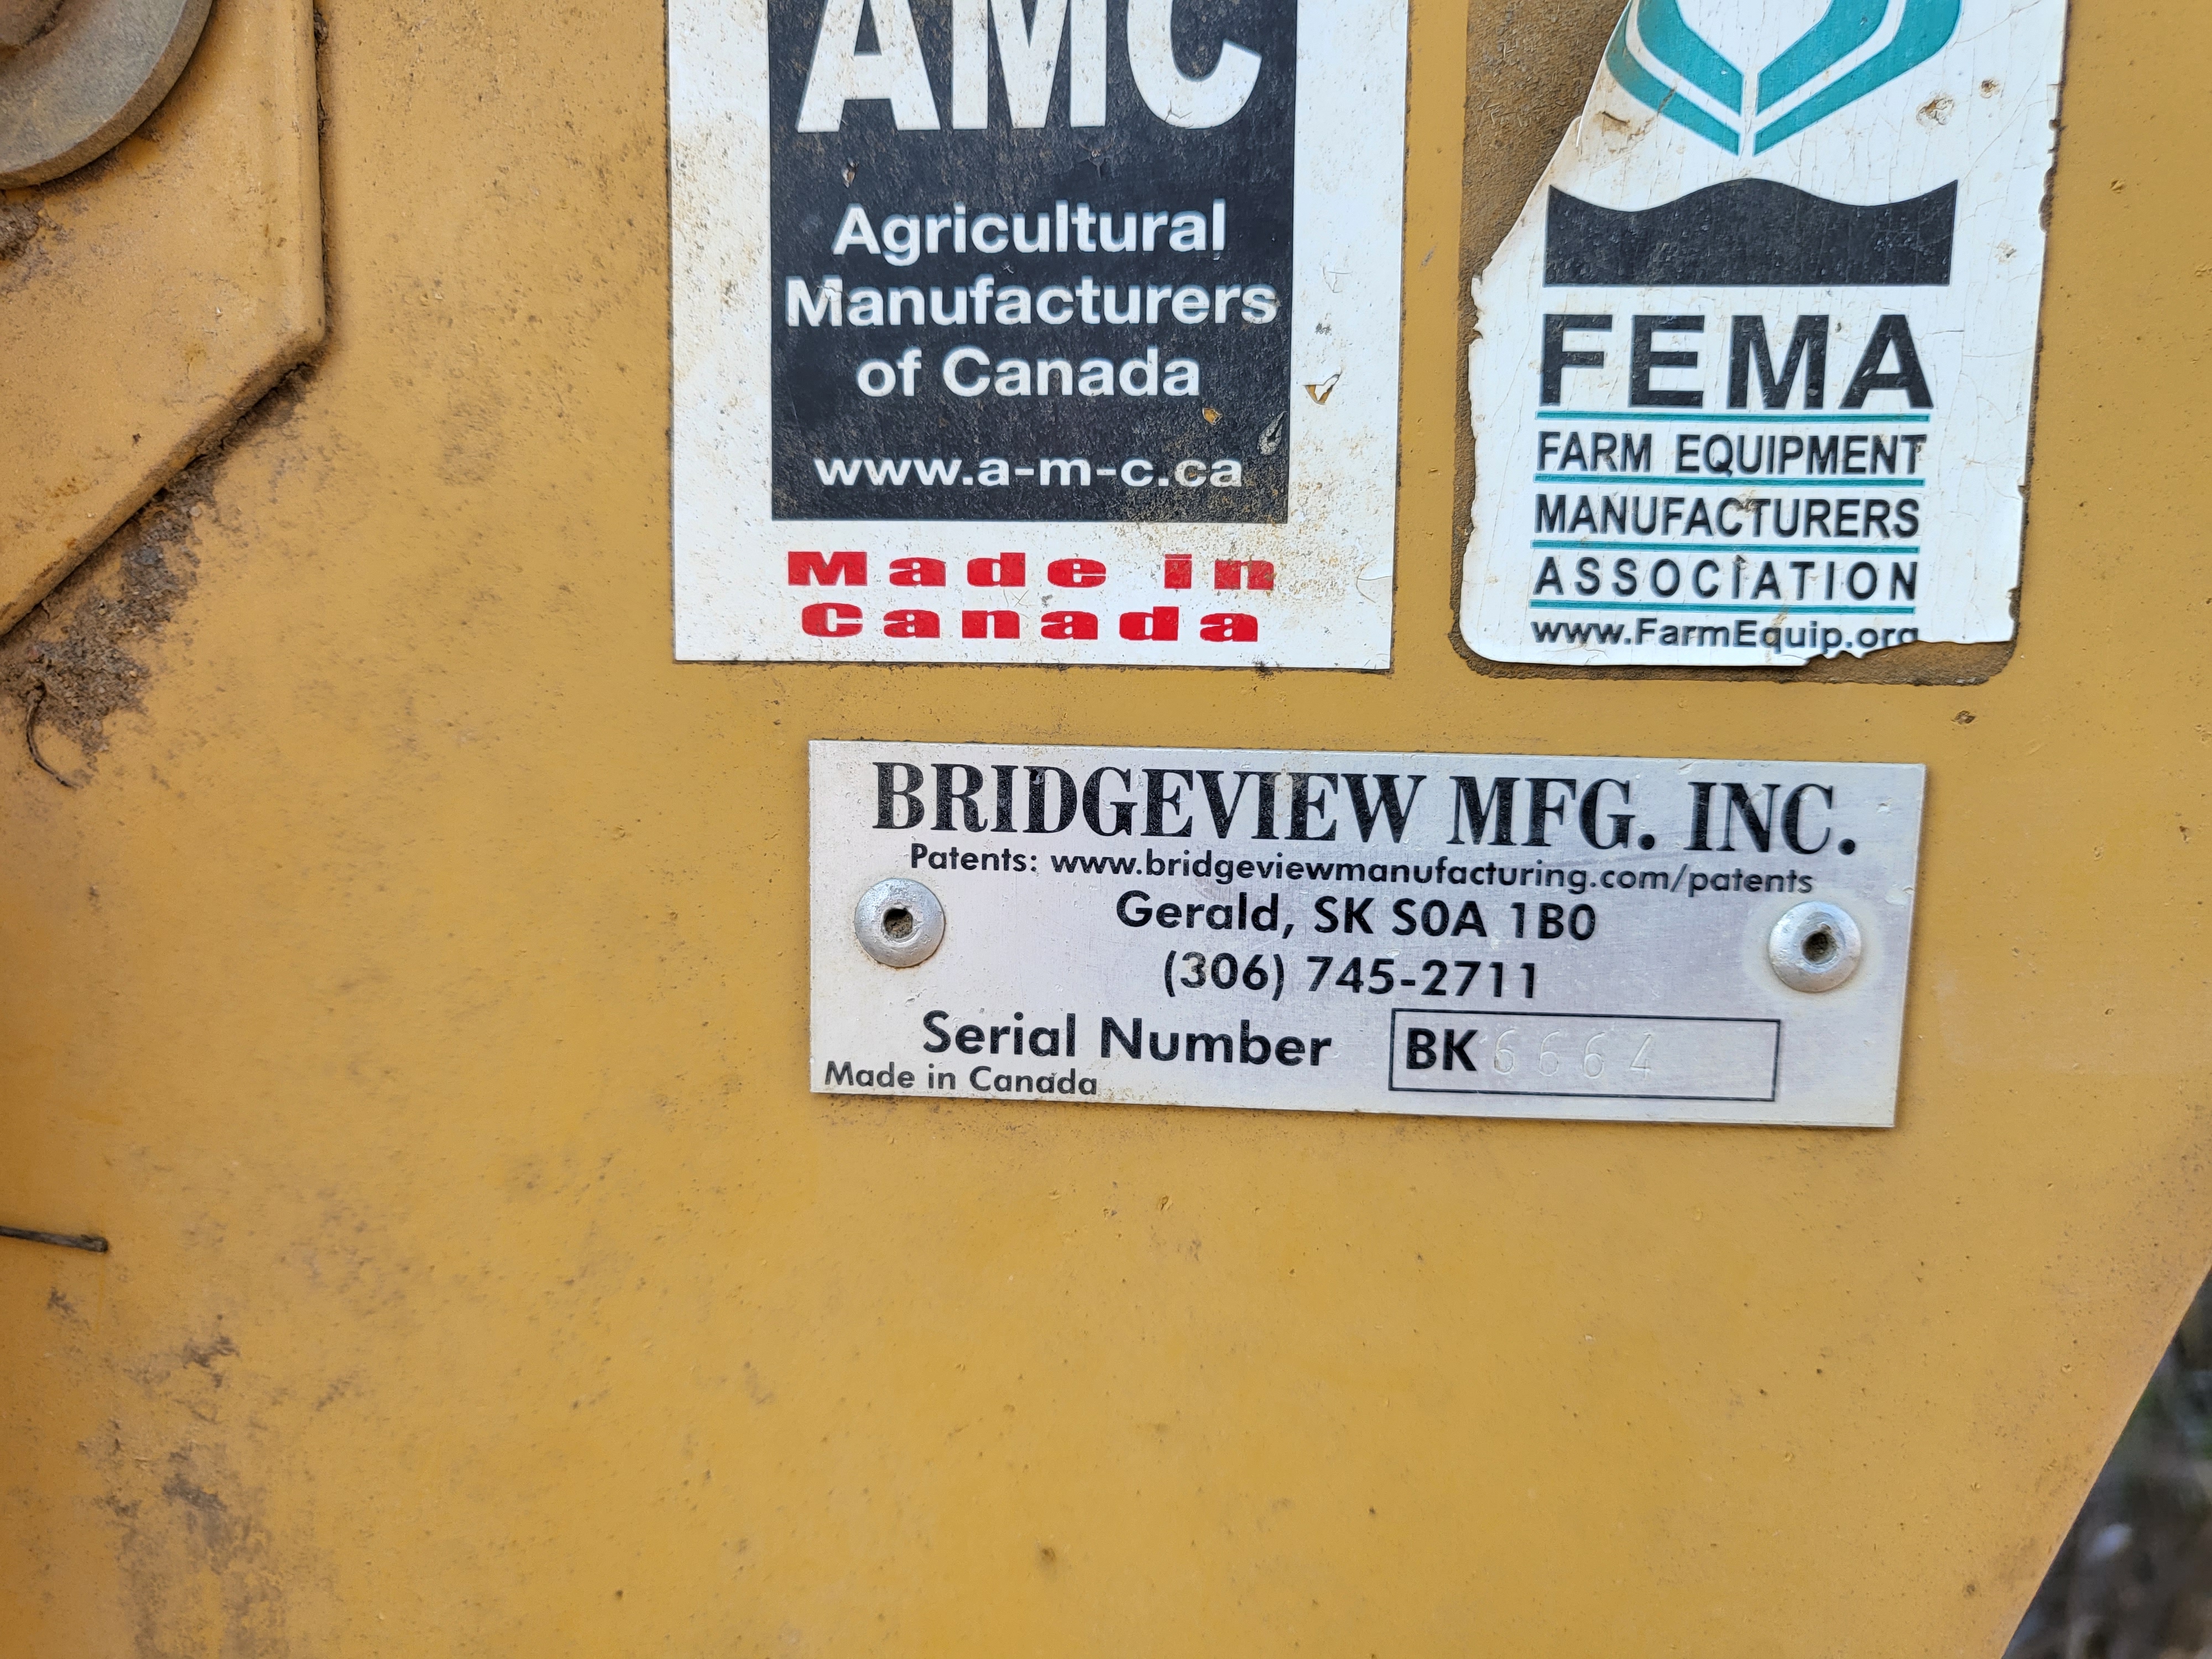 AMC
Agricultural
Manufacturers
of Canada
www.a-m-c.ca
Made in
Canada
FEMA
FARM EQUIPMENT
MANUFACTURERS
ASSOCIATION
www.FarmEquip.org
BRIDGEVIEW MFG. INC.
Patents: www.bridgeviewmanufacturing.com/patents
Gerald, SK S0A 1B0
(306) 745-2711
Serial Number BK6664
Made in Canada